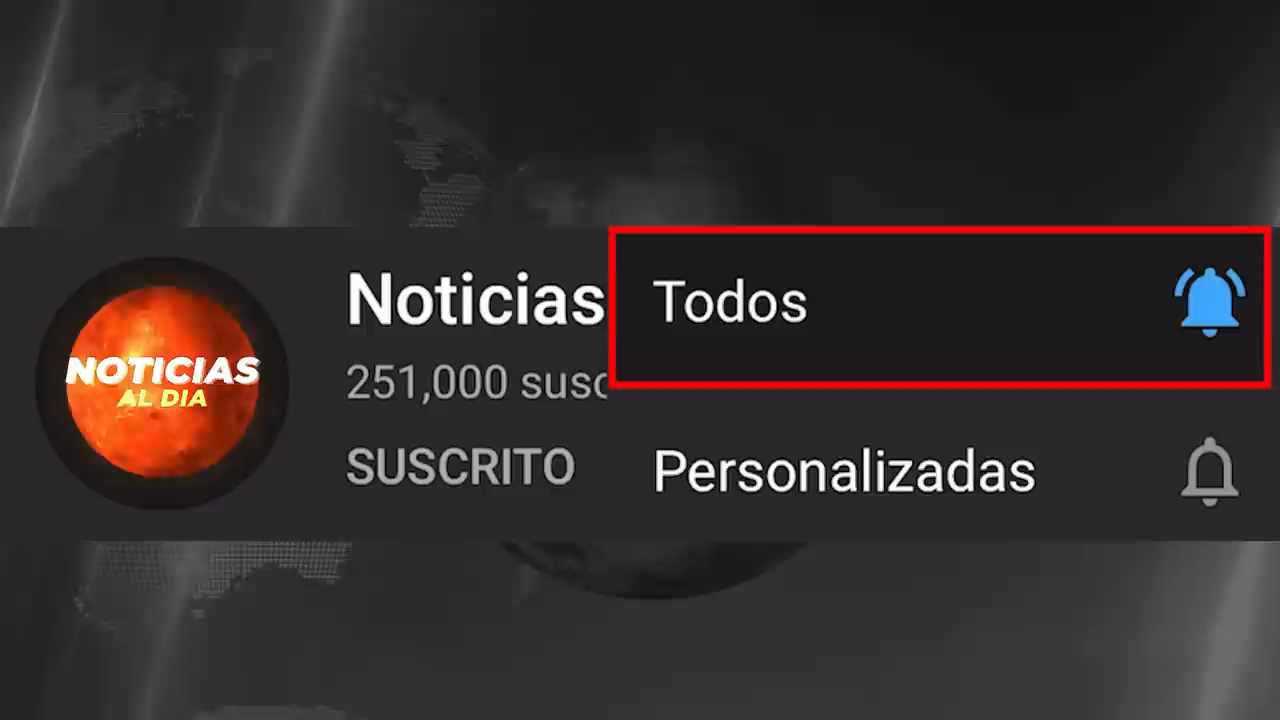 NOTICIAS
AL DIA
Noticias
251,000 susc
SUSCRITO
Todos
Personalizadas